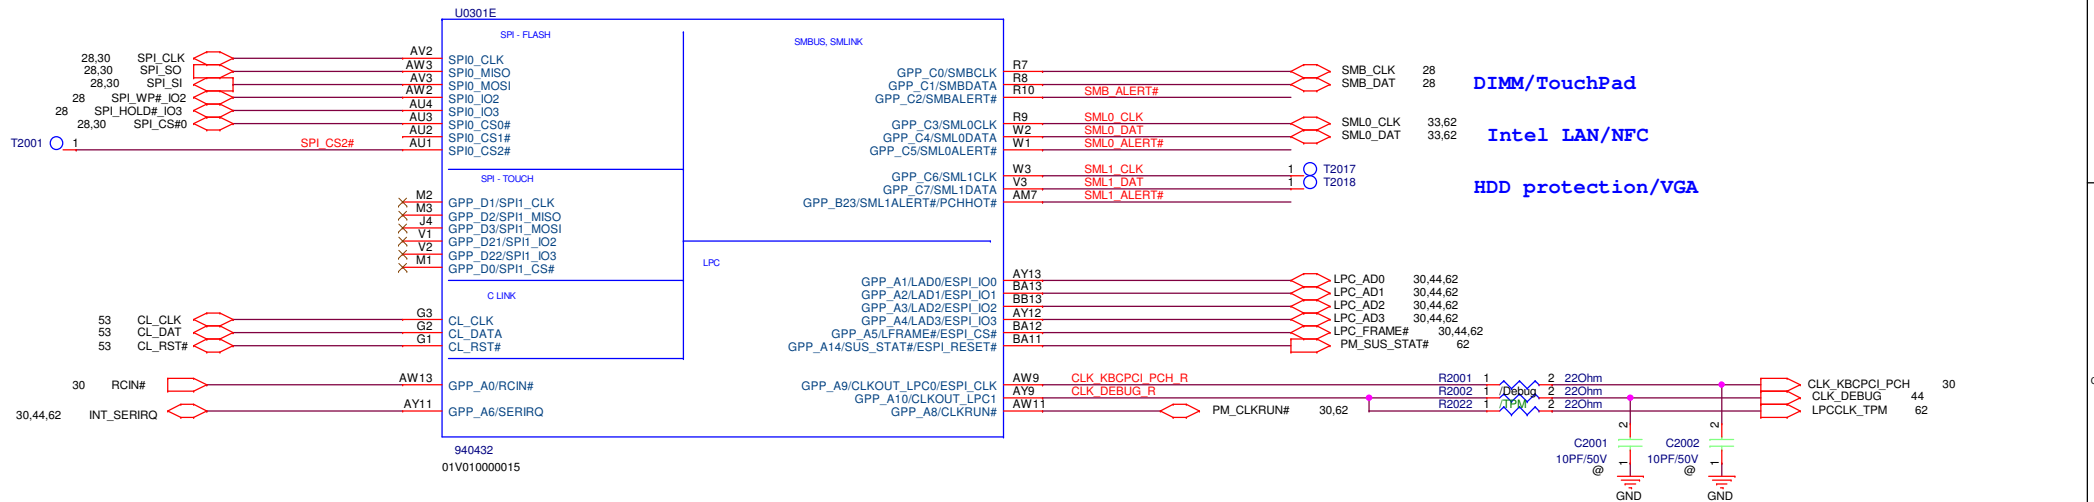 U0301E
SPI - FLASH
SMBUS, SMLINK
28,30 SPI_CLK AV2 SPI0_CLK
28,30 SPI_SO AW3 SPI0_MISO
28,30 SPI_SI AV3 SPI0_MOSI
28 SPI_WP#_IO2 AW2 SPI0_IO2
28 SPI_HOLD#_IO3 AU4 SPI0_IO3
28,30 SPI_CS#0 AU3 SPI0_CS0#
AU2 SPI0_CS1#
T2001 1 SPI_CS2# AU1 SPI0_CS2#
GPP_C0/SMBCLK R7 SMB_CLK 28
GPP_C1/SMBDATA R8 SMB_DAT 28
DIMM/TouchPad
GPP_C2/SMBALERT# R10 SMB_ALERT#
GPP_C3/SML0CLK R9 SML0_CLK SML0_CLK 33,62
GPP_C4/SML0DATA W2 SML0_DAT SML0_DAT 33,62
Intel LAN/NFC
GPP_C5/SML0ALERT# W1 SML0_ALERT#
GPP_C6/SML1CLK W3 SML1_CLK 1 T2017
GPP_C7/SML1DATA V3 SML1_DAT 1 T2018
HDD protection/VGA
GPP_B23/SML1ALERT#/PCHHOT# AM7 SML1_ALERT#
SPI - TOUCH
M2 GPP_D1/SPI1_CLK
M3 GPP_D2/SPI1_MISO
J4 GPP_D3/SPI1_MOSI
V1 GPP_D21/SPI1_IO2
V2 GPP_D22/SPI1_IO3
M1 GPP_D0/SPI1_CS#
LPC
C LINK
53 CL_CLK G3 CL_CLK
53 CL_DAT G2 CL_DATA
53 CL_RST# G1 CL_RST#
GPP_A1/LAD0/ESPI_IO0 AY13 LPC_AD0 30,44,62
GPP_A2/LAD1/ESPI_IO1 BA13 LPC_AD1 30,44,62
GPP_A3/LAD2/ESPI_IO2 BB13 LPC_AD2 30,44,62
GPP_A4/LAD3/ESPI_IO3 AY12 LPC_AD3 30,44,62
GPP_A5/LFRAME#/ESPI_CS# BA12 LPC_FRAME# 30,44,62
GPP_A14/SUS_STAT#/ESPI_RESET# BA11 PM_SUS_STAT# 62
30 RCIN# AW13 GPP_A0/RCIN#
30,44,62 INT_SERIRQ AY11 GPP_A6/SERIRQ
GPP_A9/CLKOUT_LPC0/ESPI_CLK AW9 CLK_KBCPCI_PCH_R R2001 1 2 22Ohm CLK_KBCPCI_PCH 30
GPP_A10/CLKOUT_LPC1 AY9 CLK_DEBUG_R R2002 1 /Debug 2 22Ohm CLK_DEBUG 44
GPP_A8/CLKRUN# AW11 PM_CLKRUN# 30,62 R2022 1 /TPM 2 22Ohm LPCCLK_TPM 62
2 2
C2001 C2002
10PF/50V 10PF/50V
@ @
1 1
GND GND
940432
01V010000015